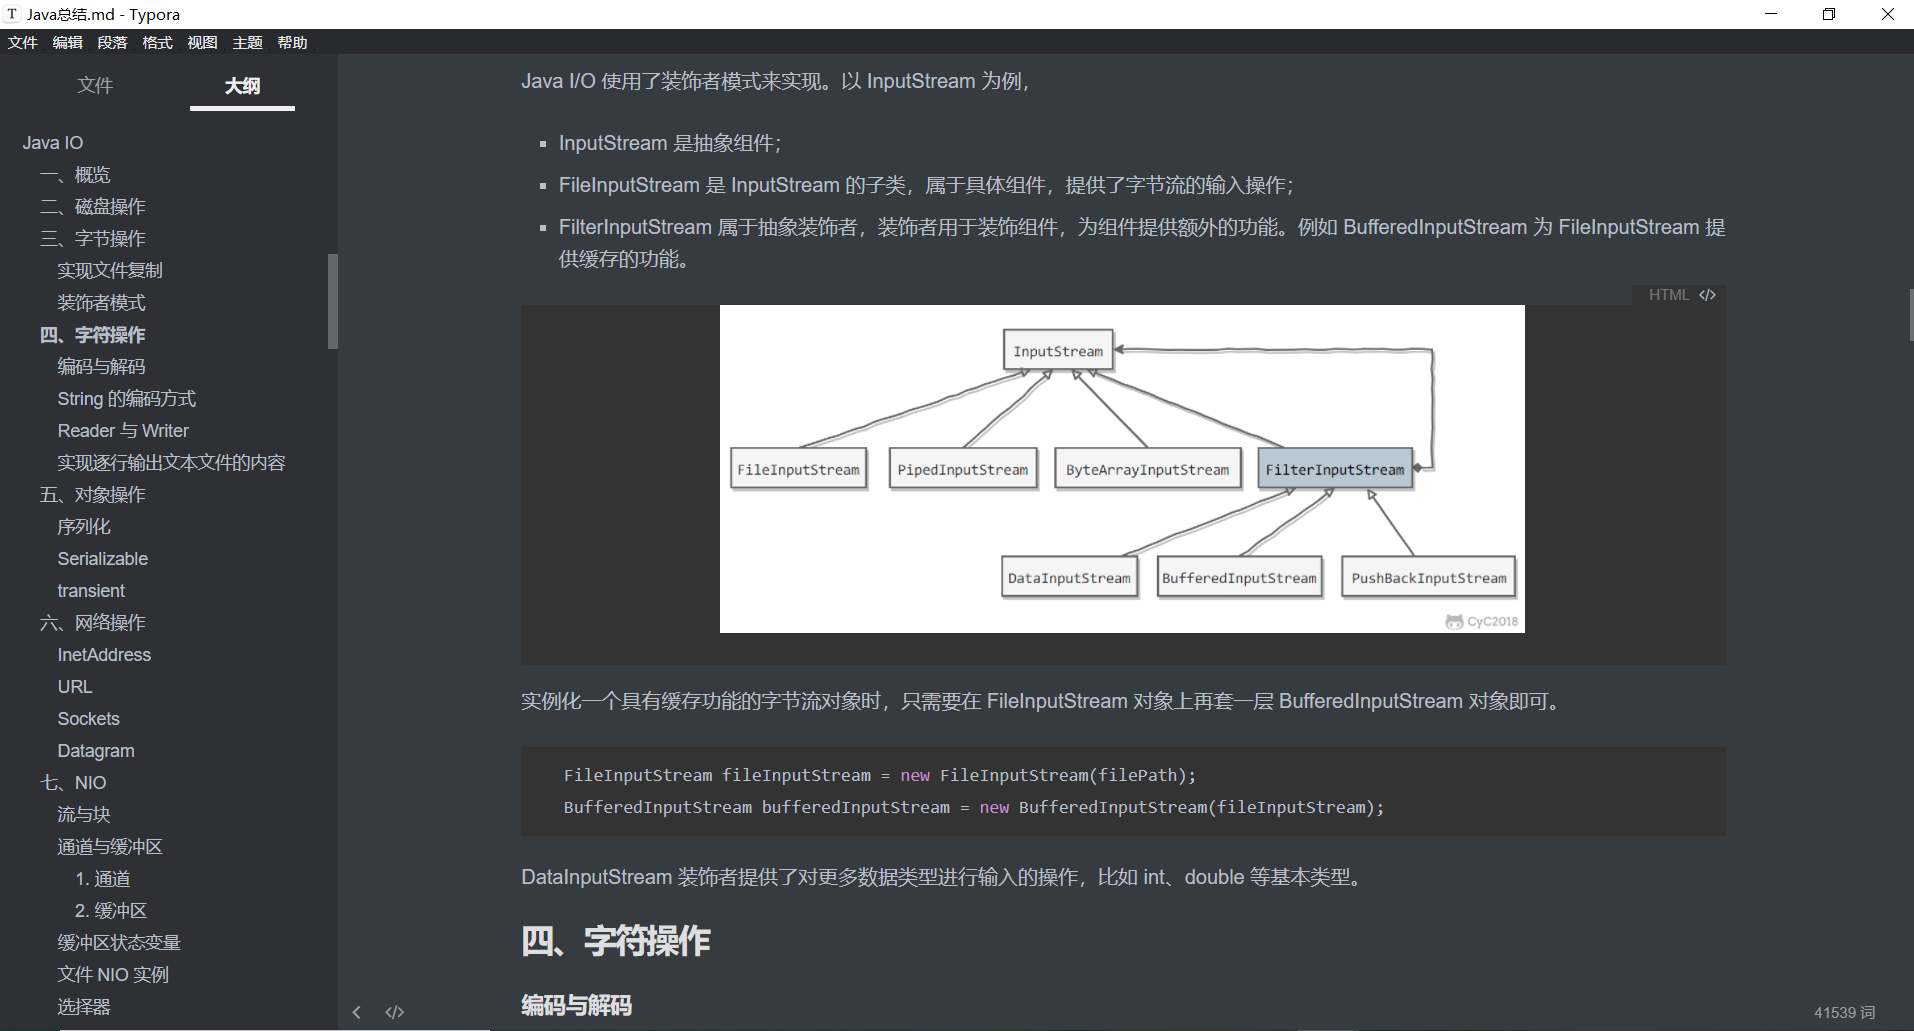 Java总结.md - Typora
文件 编辑 段落 格式 视图 主题 帮助
文件 大纲
Java IO
一、概览
二、磁盘操作
三、字节操作
实现文件复制
装饰者模式
四、字符操作
编码与解码
String 的编码方式
Reader 与 Writer
实现逐行输出文本文件的内容
五、对象操作
序列化
Serializable
transient
六、网络操作
InetAddress
URL
Sockets
Datagram
七、NIO
流与块
通道与缓冲区
1. 通道
2. 缓冲区
缓冲区状态变量
文件 NIO 实例
选择器
Java I/O 使用了装饰者模式来实现。以 InputStream 为例，
InputStream 是抽象组件；
FileInputStream 是 InputStream 的子类，属于具体组件，提供了字节流的输入操作；
FilterInputStream 属于抽象装饰者，装饰者用于装饰组件，为组件提供额外的功能。例如 BufferedInputStream 为 FileInputStream 提
供缓存的功能。
HTML </>
InputStream
FileInputStream PipedInputStream ByteArrayInputStream FilterInputStream
DataInputStream BufferedInputStream PushBackInputStream
CyC2018
实例化一个具有缓存功能的字节流对象时，只需要在 FileInputStream 对象上再套一层 BufferedInputStream 对象即可。
FileInputStream fileInputStream = new FileInputStream(filePath);
BufferedInputStream bufferedInputStream = new BufferedInputStream(fileInputStream);
DataInputStream 装饰者提供了对更多数据类型进行输入的操作，比如 int、double 等基本类型。
四、字符操作
编码与解码
41539 词